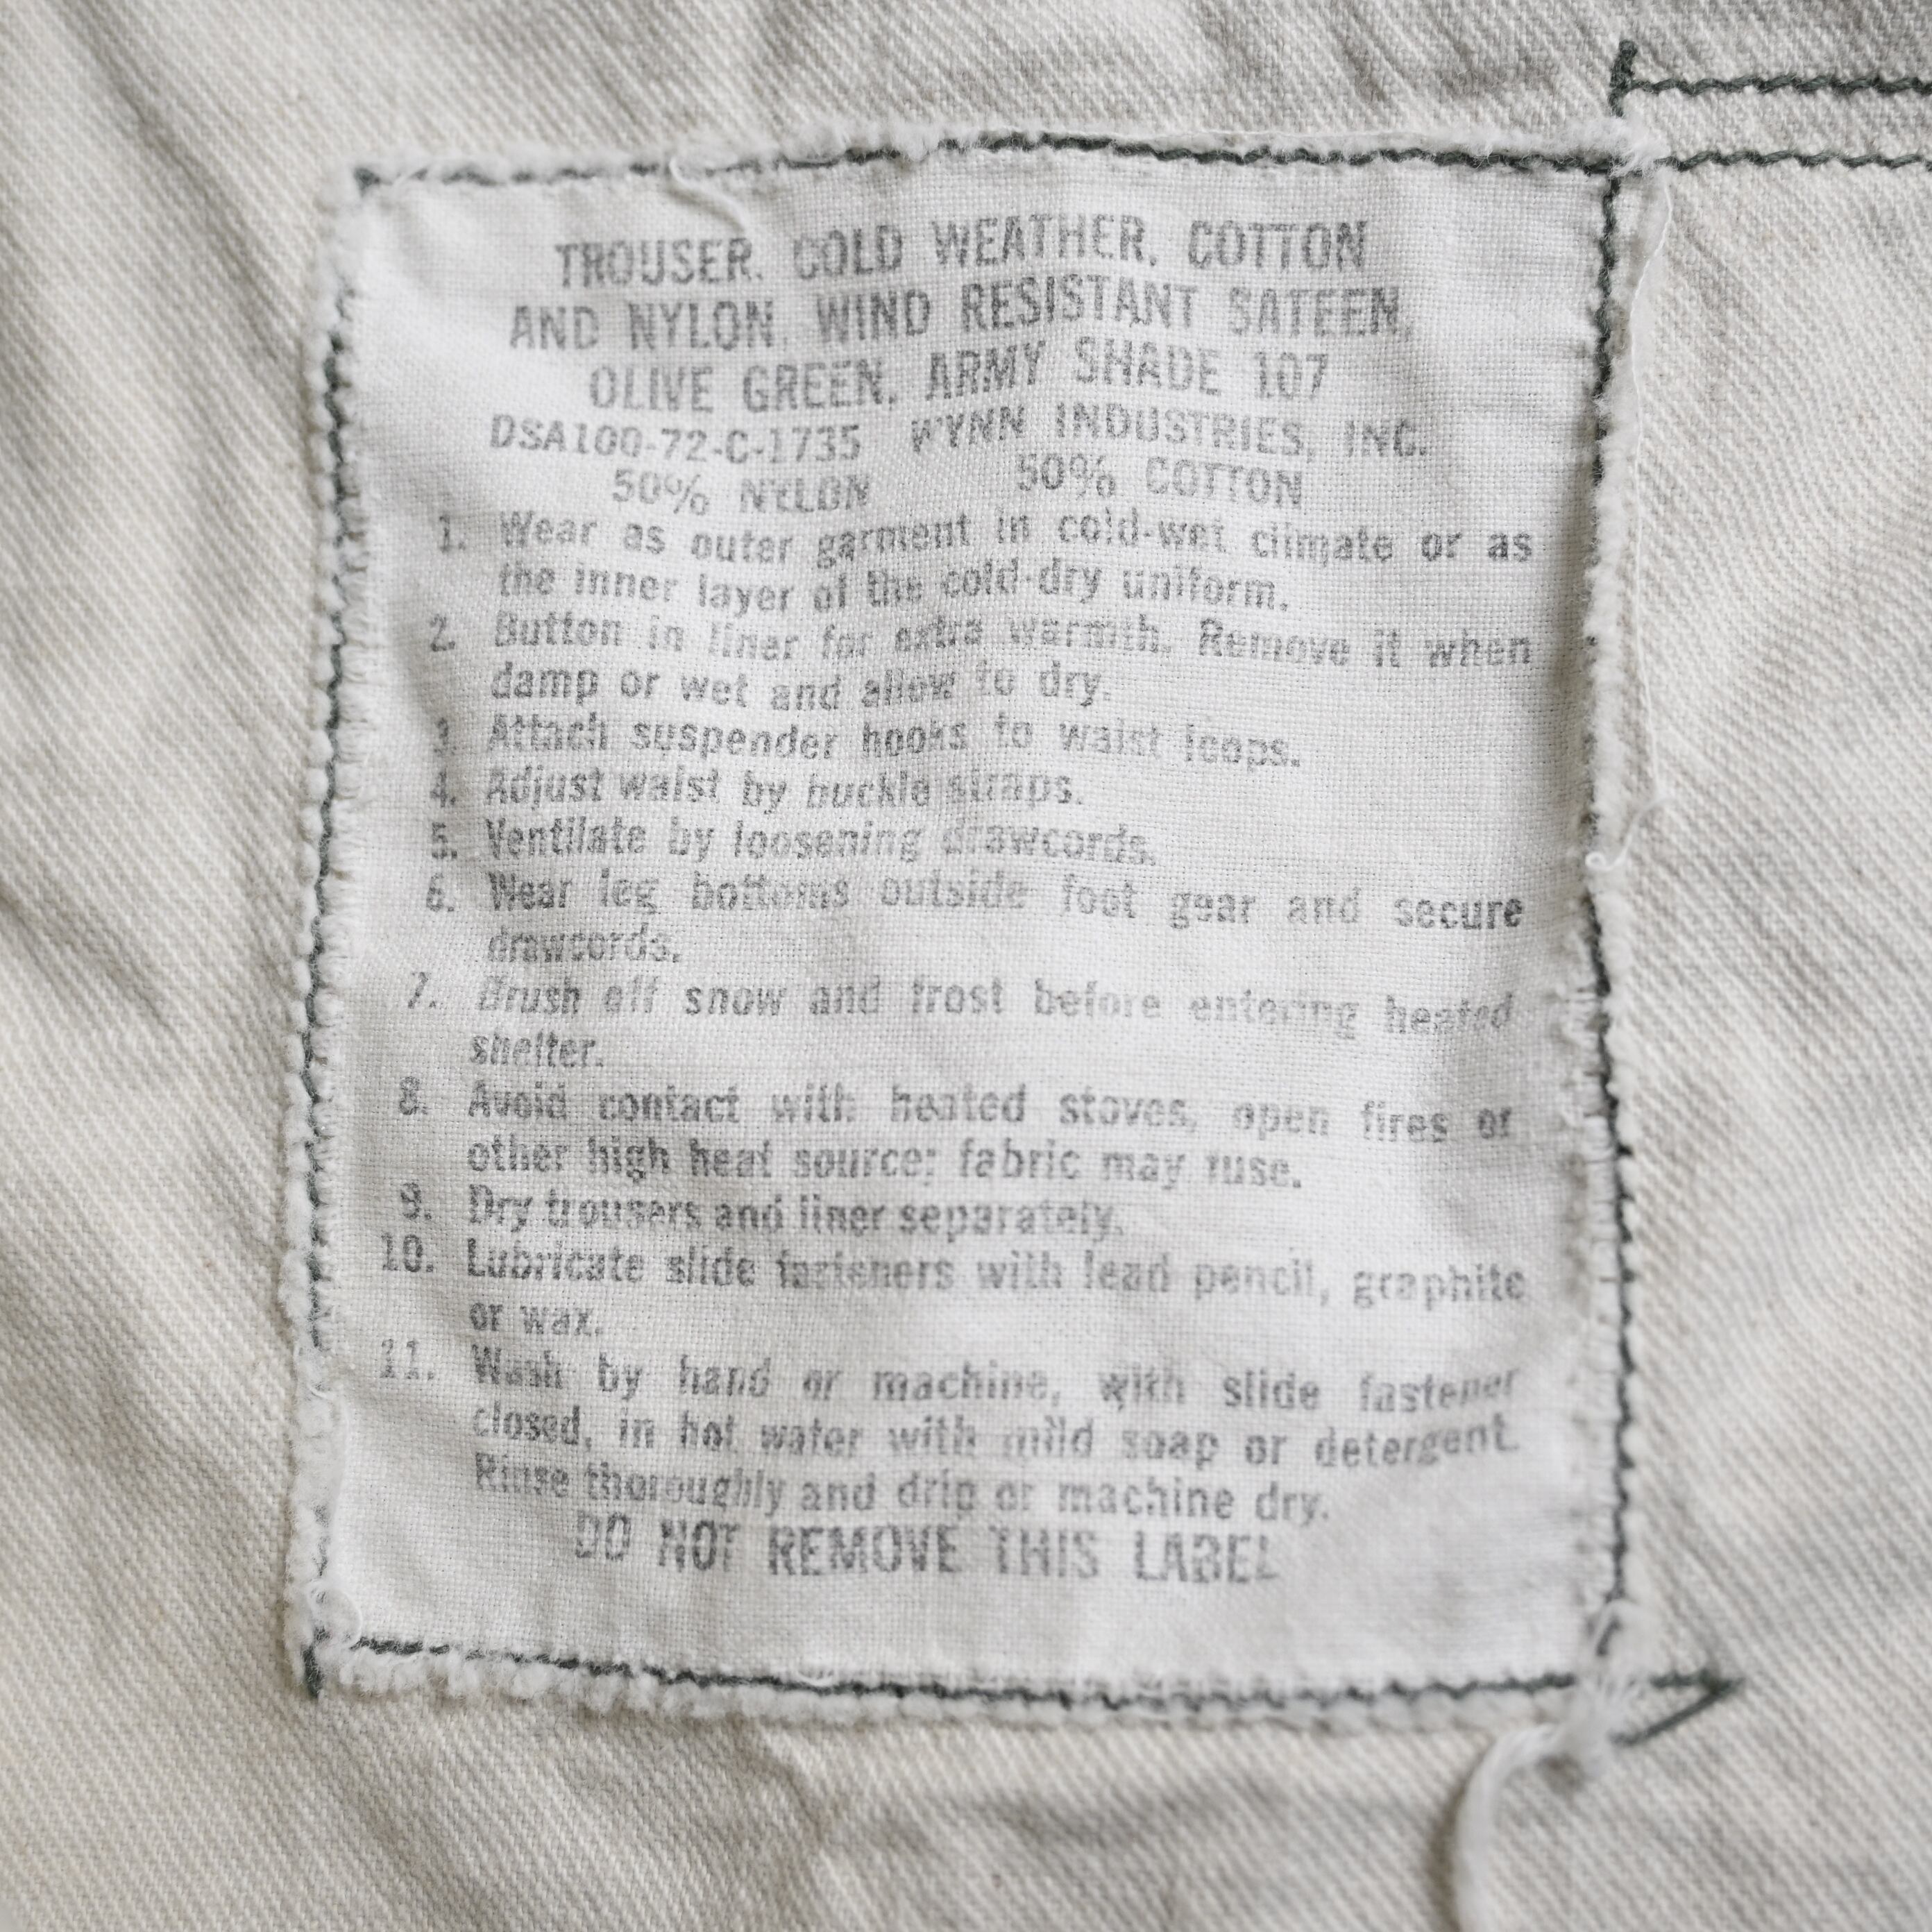 TROUSER, COLD WEATHER, COTTON
AND NYLON, WIND RESISTANT SATEEN,
OLIVE GREEN, ARMY SHADE 107
DSA100-72-C-1735 WYNN INDUSTRIES, INC.
50% NYLON 50% COTTON
1. Wear as outer garment in cold-wet climate or as
the inner layer of the cold-dry uniform.
2. Button in liner for extra warmth. Remove it when
damp or wet and allow to dry.
3. Attach suspender hooks to waist loops.
4. Adjust waist by buckle straps.
5. Ventilate by loosening drawcords.
6. Wear leg bottoms outside foot gear and secure
drawcords.
7. Brush off snow and frost before entering heated
shelter.
8. Avoid contact with heated stoves, open fires or
other high heat source; fabric may fuse.
9. Dry trousers and liner separately.
10. Lubricate slide fasteners with lead pencil, graphite
or wax.
11. Wash by hand or machine, with slide fastener
closed, in hot water with mild soap or detergent.
Rinse thoroughly and drip or machine dry.
DO NOT REMOVE THIS LABEL